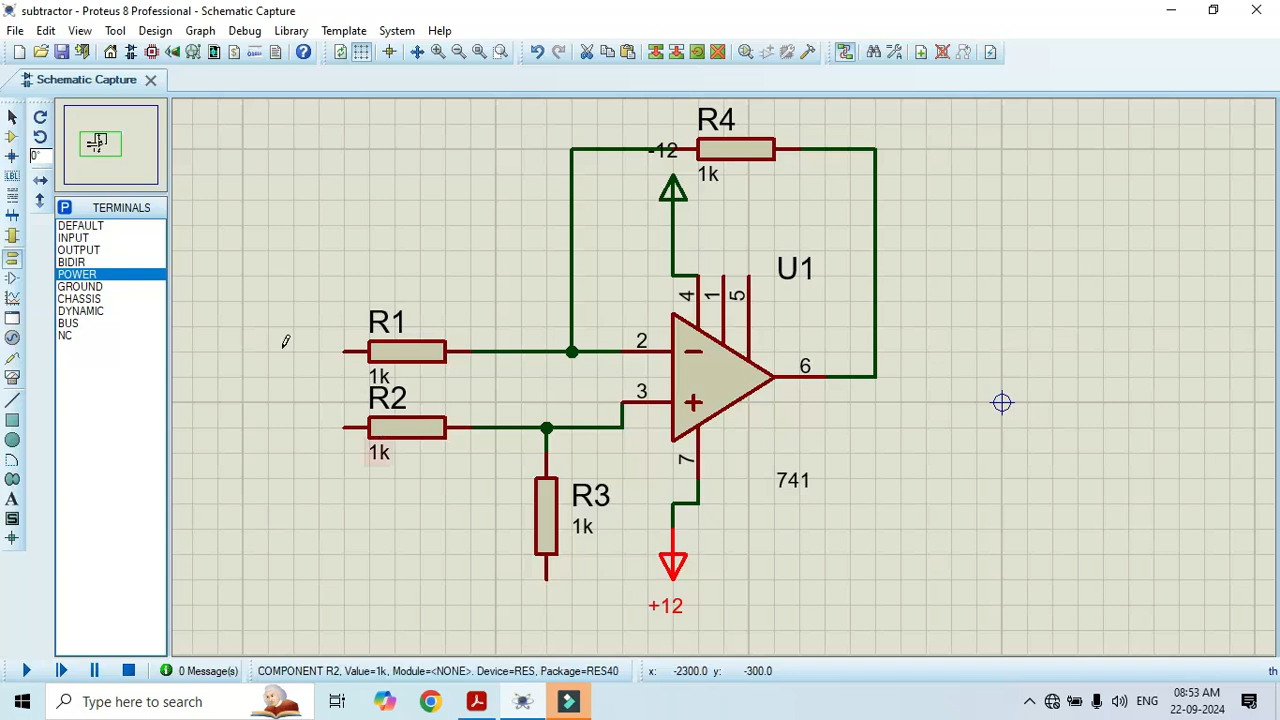 subtractor - Proteus 8 Professional - Schematic Capture
File Edit View Tool Design Graph Debug Library Template System Help
Schematic Capture
0°
LBL
A
P TERMINALS
DEFAULT
INPUT
OUTPUT
BIDIR
POWER
GROUND
CHASSIS
DYNAMIC
BUS
NC
R4
-12
1k
U1
4 1 5
R1
2
1k
6
R2
3
1k
7
741
R3
1k
+12
0 Message(s) COMPONENT R2, Value=1k, Module=<NONE>. Device=RES, Package=RES40 x: -2300.0 y: -300.0 th
Type here to search
ENG
08:53 AM
22-09-2024